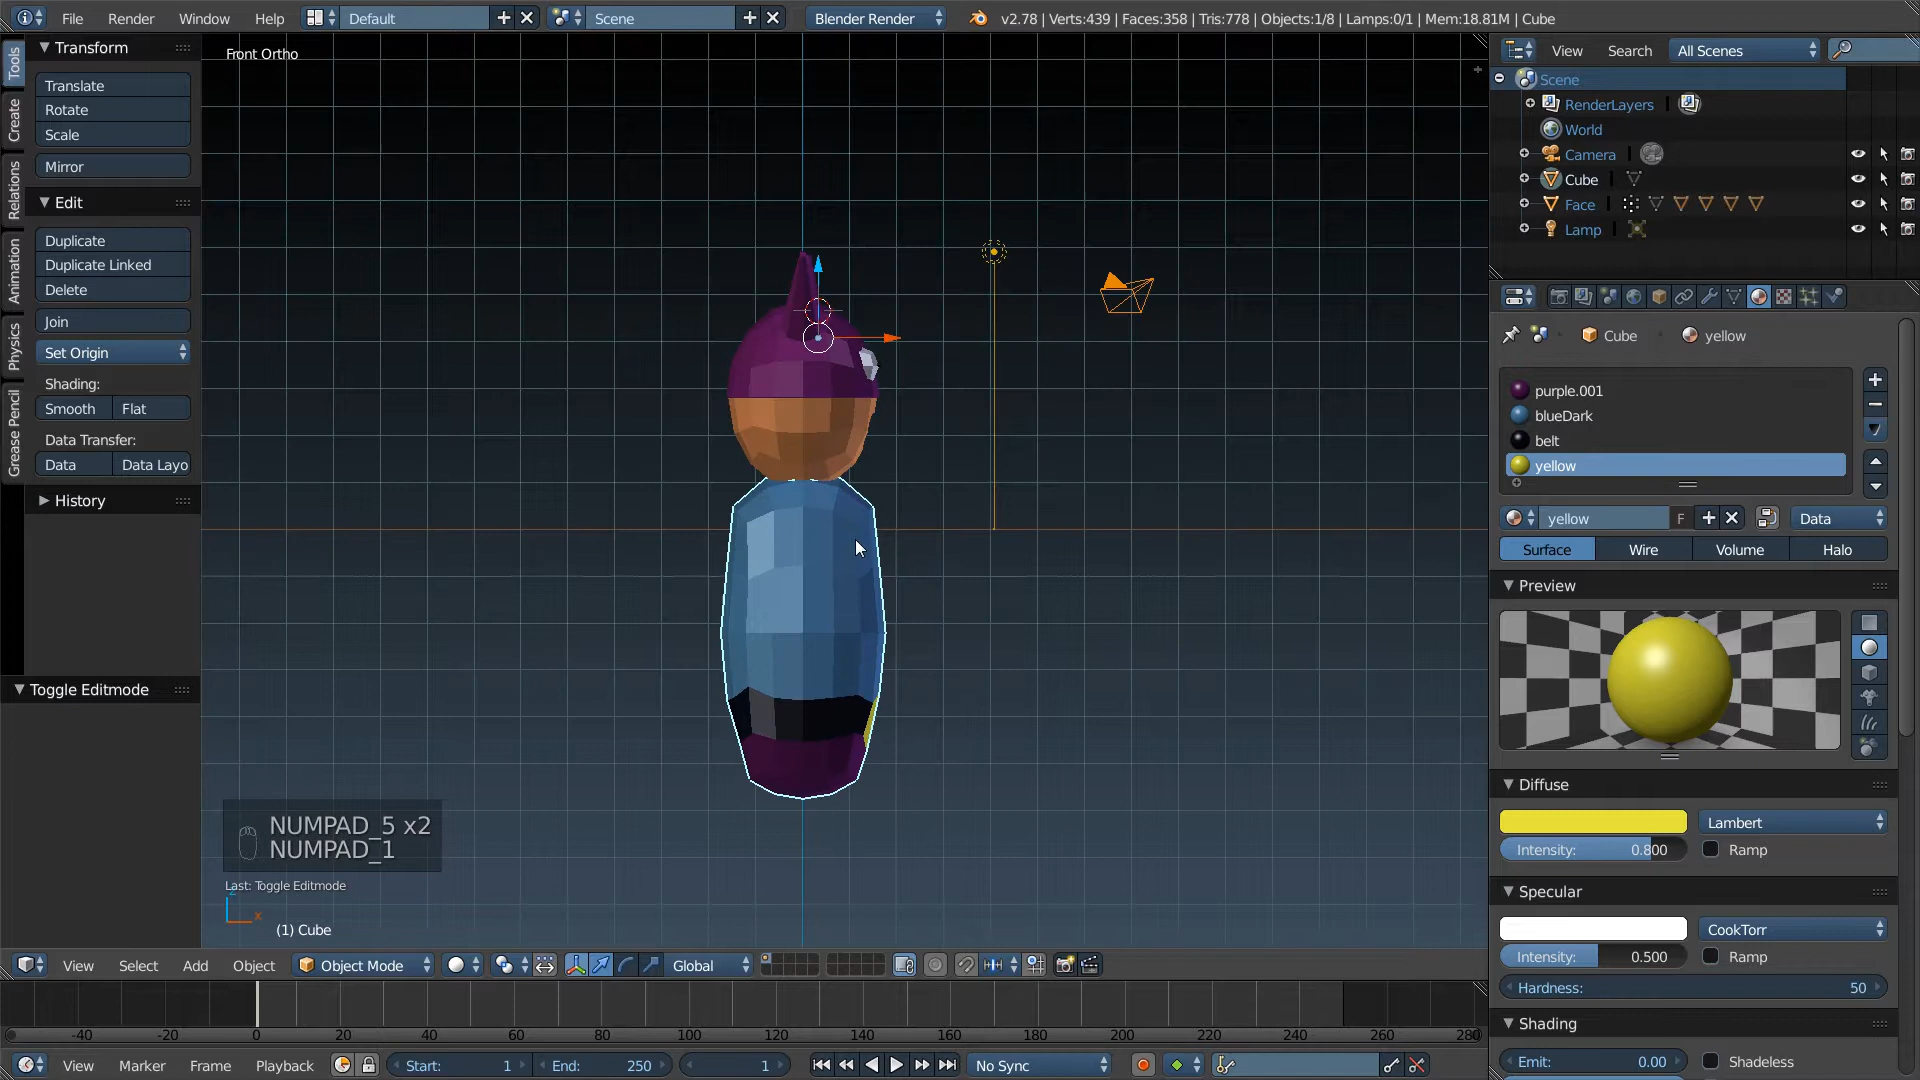 File Render Window Help Default Scene Blender Render v2.78 | Verts:439 | Faces:358 | Tris:778 | Objects:1/8 | Lamps:0/1 | Mem:18.81M | Cube
Tools
Create
Relations
Animation
Physics
Grease Pencil
Transform
Translate
Rotate
Scale
Mirror
Edit
Duplicate
Duplicate Linked
Delete
Join
Set Origin
Shading:
Smooth Flat
Data Transfer:
Data Data Layo
History
Toggle Editmode
Front Ortho
NUMPAD_5 x2
NUMPAD_1
Last: Toggle Editmode
z
x
(1) Cube
View Select Add Object Object Mode Global
-40 -20 0 20 40 60 80 100 120 140 160 180 200 220 240 260 280
View Marker Frame Playback Start: 1 End: 250 1 No Sync
View Search All Scenes
Scene
RenderLayers
World
Camera
Cube
Face
Lamp
Cube yellow
purple.001
blueDark
belt
yellow
yellow F Data
Surface Wire Volume Halo
Preview
Diffuse
Lambert
Intensity: 0.800 Ramp
Specular
CookTorr
Intensity: 0.500 Ramp
Hardness: 50
Shading
Emit: 0.00 Shadeless